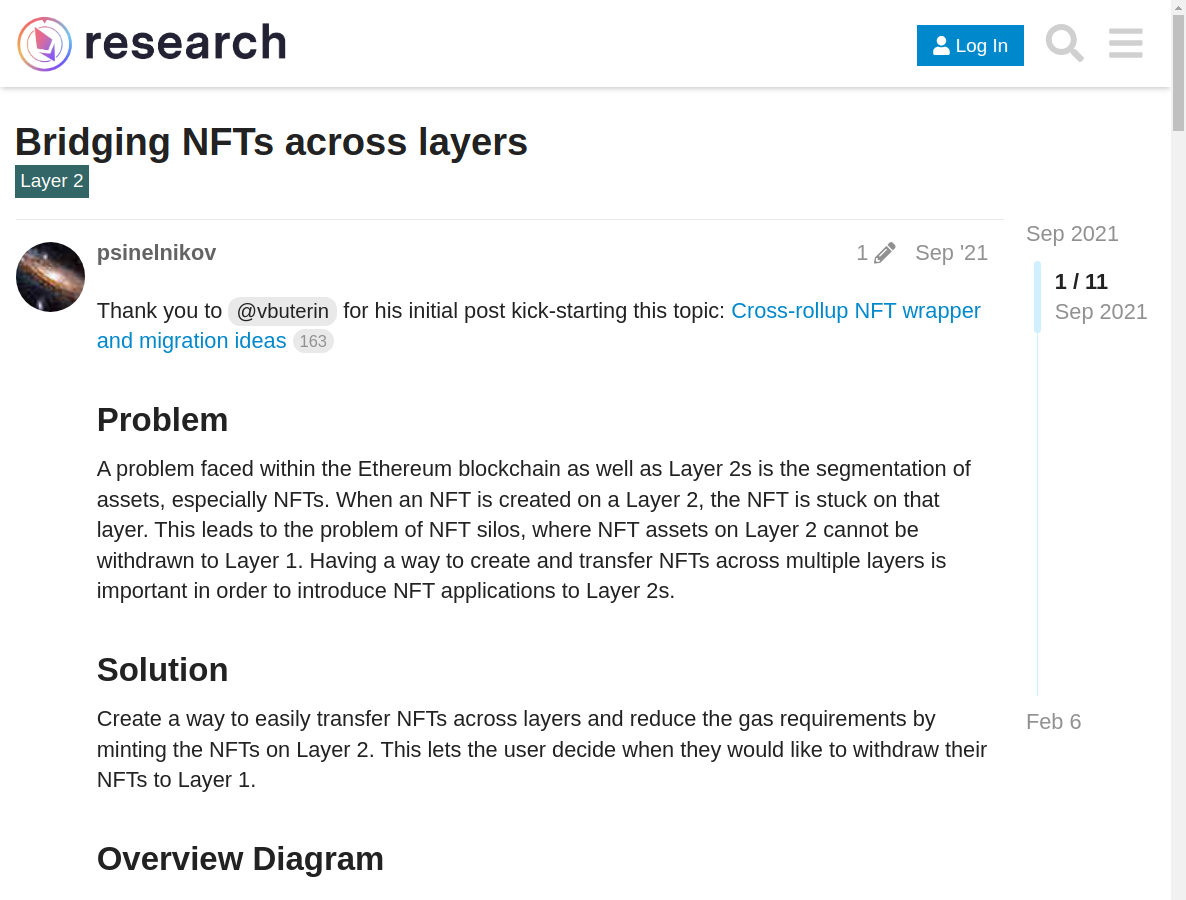 research
Log In
Bridging NFTs across layers
Layer 2
psinelnikov
1
Sep '21
Sep 2021
1 / 11
Sep 2021
Feb 6
Thank you to @vbuterin for his initial post kick-starting this topic: Cross-rollup NFT wrapper
and migration ideas 163
Problem
A problem faced within the Ethereum blockchain as well as Layer 2s is the segmentation of
assets, especially NFTs. When an NFT is created on a Layer 2, the NFT is stuck on that
layer. This leads to the problem of NFT silos, where NFT assets on Layer 2 cannot be
withdrawn to Layer 1. Having a way to create and transfer NFTs across multiple layers is
important in order to introduce NFT applications to Layer 2s.
Solution
Create a way to easily transfer NFTs across layers and reduce the gas requirements by
minting the NFTs on Layer 2. This lets the user decide when they would like to withdraw their
NFTs to Layer 1.
Overview Diagram